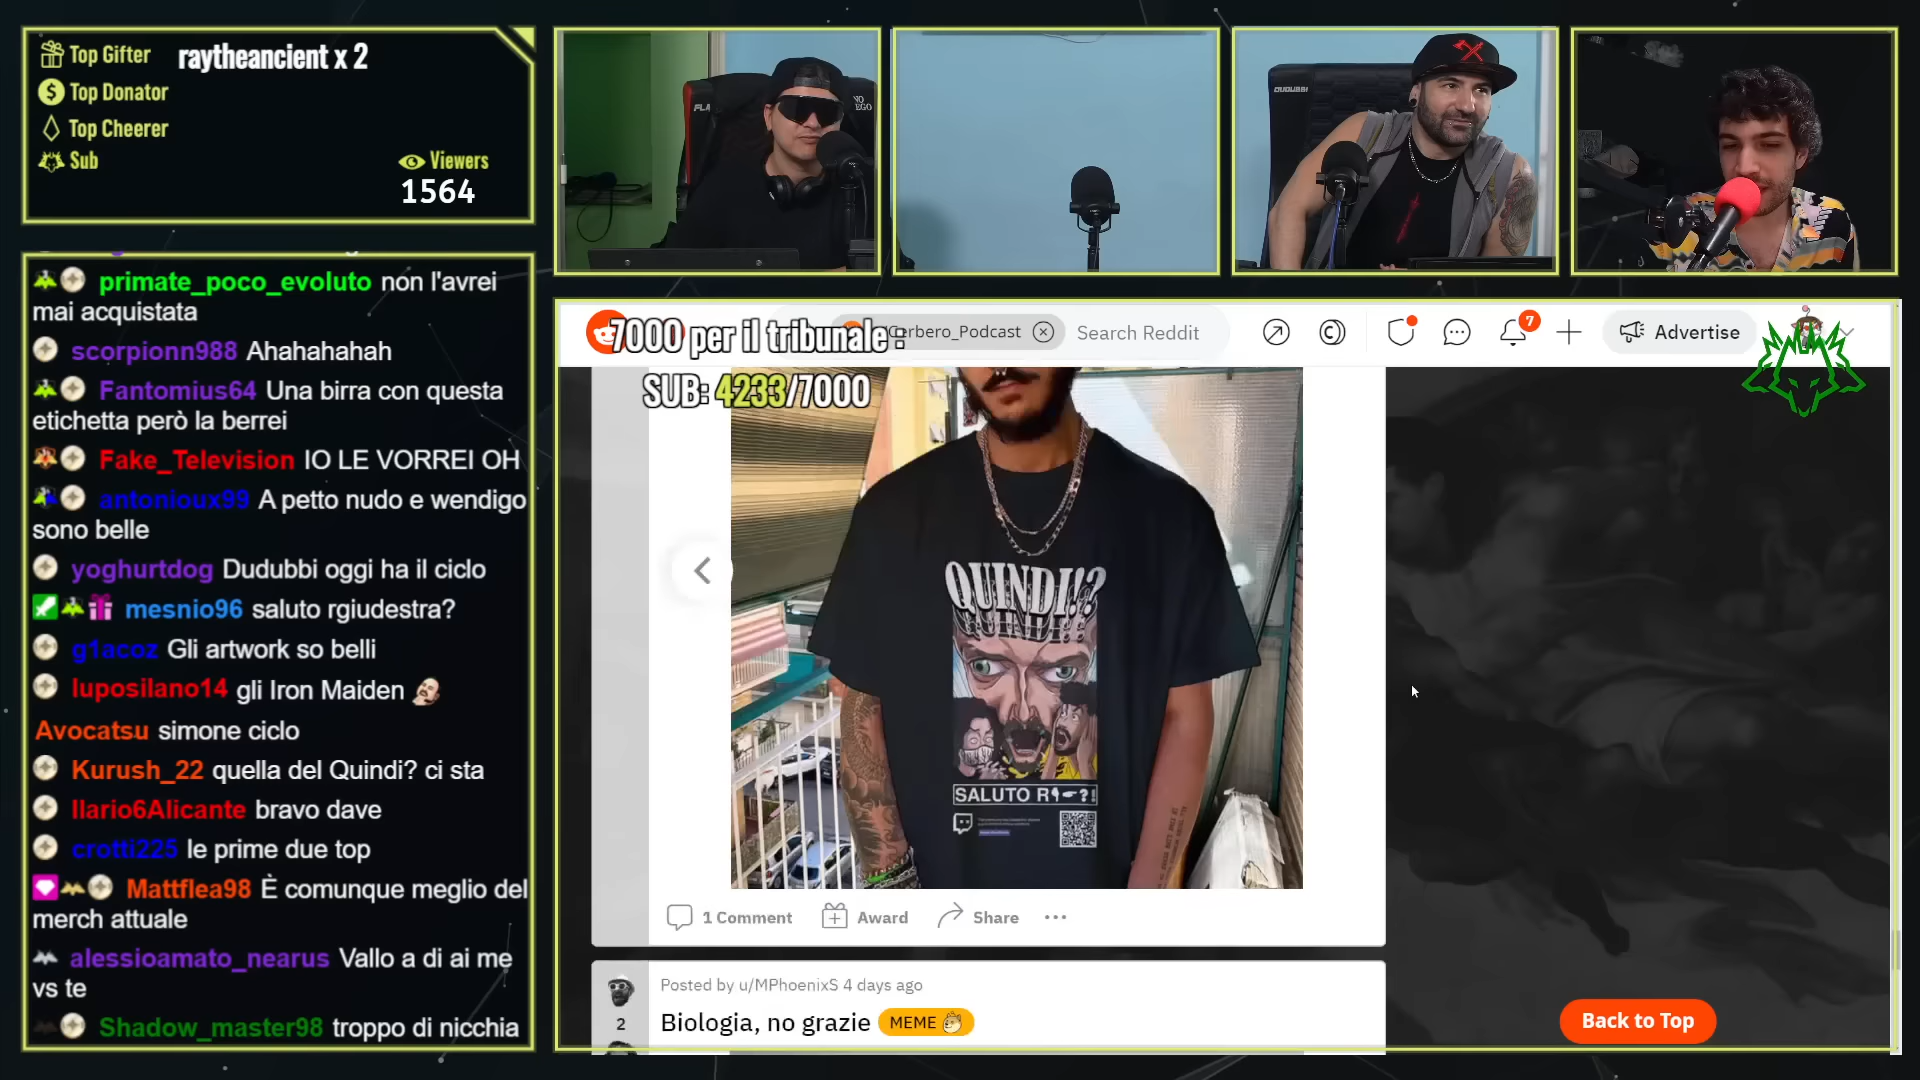 Top Gifter
raytheancient x 2
Top Donator
Top Cheerer
Sub
Viewers
1564
primate_poco_evoluto non l'avrei
mai acquistata
scorpionn988 Ahahahahah
Fantomius64 Una birra con questa
etichetta però la berrei
Fake_Television IO LE VORREI OH
antonioux99 A petto nudo e wendigo
sono belle
yoghurtdog Dudubbi oggi ha il ciclo
mesnio96 saluto rgiudestra?
g1acoz Gli artwork so belli
luposilano14 gli Iron Maiden
Avocatsu simone ciclo
Kurush_22 quella del Quindi? ci sta
Ilario6Alicante bravo dave
crotti225 le prime due top
Mattflea98 È comunque meglio del
merch attuale
alessioamato_nearus Vallo a di ai me
vs te
Shadow_master98 troppo di nicchia
NO
EGO
DUDUBBI
7000 per il tribunale :
SUB: 4233/7000
Cerbero_Podcast
Search Reddit
7
Advertise
QUINDI!?
SALUTO R
1 Comment
Award
Share
Posted by u/MPhoenixS 4 days ago
2
Biologia, no grazie
MEME
Back to Top